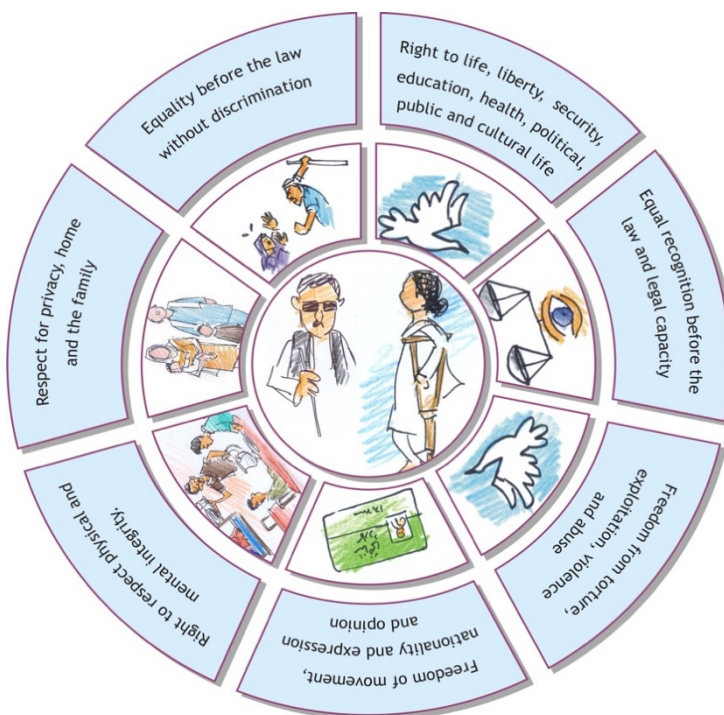 Right to life, liberty, security,
education, health, political,
public and cultural life
Equal recognition before the
law and legal capacity
Freedom from torture,
exploitation, violence
and abuse
Freedom of movement,
nationality and expression
and opinion
Right to respect physical and
mental integrity.
Respect for privacy, home
and the family
Equality before the law
without discrimination